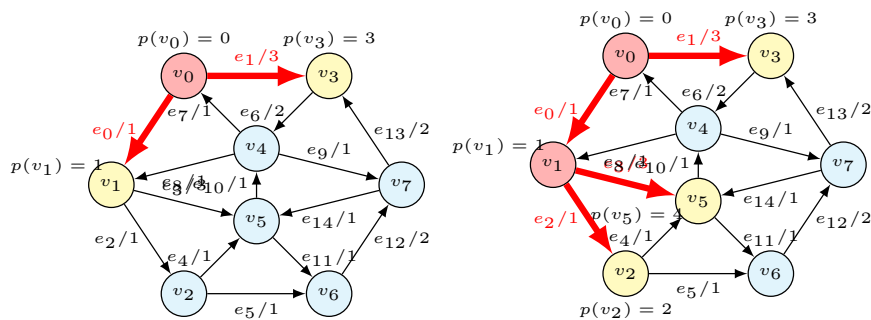 p(v₀) = 0
p(v₃) = 3
e₁/3
v₀
v₃
e₀/1
e₇/1
e₆/2
e₁₃/2
v₄
e₉/1
p(v₁) = 1
v₁
e₁₀/1
v₇
v₅
e₁₄/1
e₂/1
e₄/1
e₁₁/1
e₁₂/2
v₂
v₆
e₅/1
p(v₀) = 0
p(v₃) = 3
e₁/3
v₀
v₃
e₀/1
e₇/1
e₆/2
e₁₃/2
v₄
e₉/1
p(v₁) = 1
v₁
e₁₀/1
v₇
v₅
e₁₄/1
e₂/1
p(v₅) = 4
e₄/1
e₁₁/1
e₁₂/2
v₂
v₆
e₅/1
p(v₂) = 2